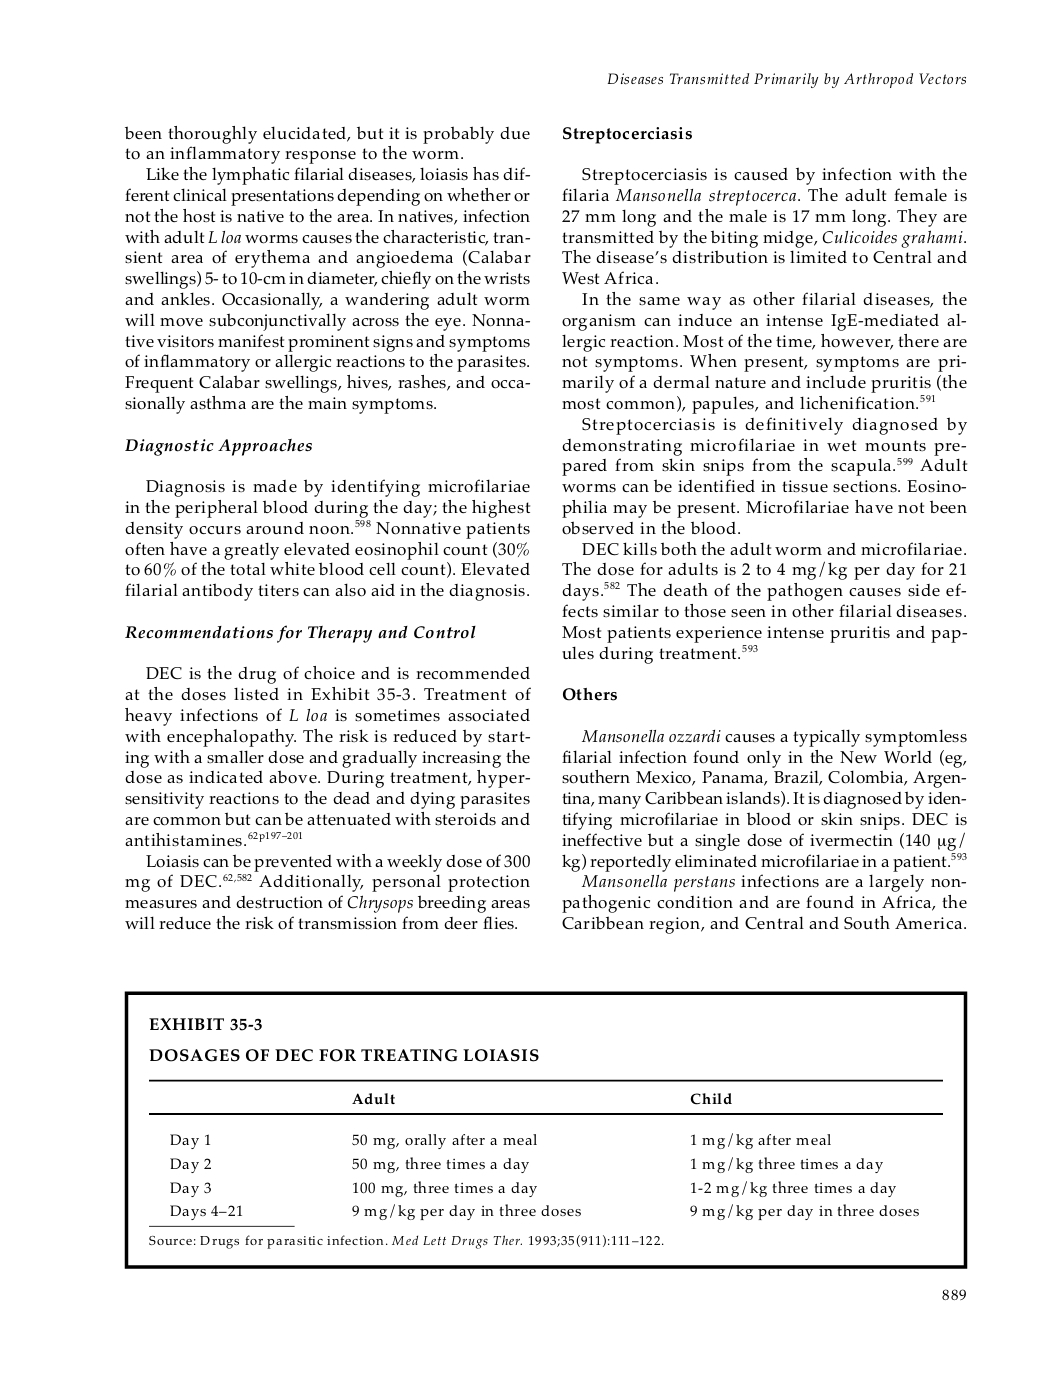 Diseases Transmitted Primarily by Arthropod Vectors
been thoroughly elucidated, but it is probably due
to an inflammatory response to the worm.
Like the lymphatic filarial diseases, loiasis has dif-
ferent clinical presentations depending on whether or
not the host is native to the area. In natives, infection
with adult L loa worms causes the characteristic, tran-
sient area of erythema and angioedema (Calabar
swellings) 5- to 10-cm in diameter, chiefly on the wrists
and ankles. Occasionally, a wandering adult worm
will move subconjunctivally across the eye. Nonna-
tive visitors manifest prominent signs and symptoms
of inflammatory or allergic reactions to the parasites.
Frequent Calabar swellings, hives, rashes, and occa-
sionally asthma are the main symptoms.
Diagnostic Approaches
Diagnosis is made by identifying microfilariae
in the peripheral blood during the day; the highest
density occurs around noon.598 Nonnative patients
often have a greatly elevated eosinophil count (30%
to 60% of the total white blood cell count). Elevated
filarial antibody titers can also aid in the diagnosis.
Recommendations for Therapy and Control
DEC is the drug of choice and is recommended
at the doses listed in Exhibit 35-3. Treatment of
heavy infections of L loa is sometimes associated
with encephalopathy. The risk is reduced by start-
ing with a smaller dose and gradually increasing the
dose as indicated above. During treatment, hyper-
sensitivity reactions to the dead and dying parasites
are common but can be attenuated with steroids and
antihistamines.62p197–201
Loiasis can be prevented with a weekly dose of 300
mg of DEC.62,582 Additionally, personal protection
measures and destruction of Chrysops breeding areas
will reduce the risk of transmission from deer flies.
Streptocerciasis
Streptocerciasis is caused by infection with the
filaria Mansonella streptocerca. The adult female is
27 mm long and the male is 17 mm long. They are
transmitted by the biting midge, Culicoides grahami.
The disease's distribution is limited to Central and
West Africa.
In the same way as other filarial diseases, the
organism can induce an intense IgE-mediated al-
lergic reaction. Most of the time, however, there are
not symptoms. When present, symptoms are pri-
marily of a dermal nature and include pruritis (the
most common), papules, and lichenification.591
Streptocerciasis is definitively diagnosed by
demonstrating microfilariae in wet mounts pre-
pared from skin snips from the scapula.599 Adult
worms can be identified in tissue sections. Eosino-
philia may be present. Microfilariae have not been
observed in the blood.
DEC kills both the adult worm and microfilariae.
The dose for adults is 2 to 4 mg/kg per day for 21
days.582 The death of the pathogen causes side ef-
fects similar to those seen in other filarial diseases.
Most patients experience intense pruritis and pap-
ules during treatment.593
Others
Mansonella ozzardi causes a typically symptomless
filarial infection found only in the New World (eg,
southern Mexico, Panama, Brazil, Colombia, Argen-
tina, many Caribbean islands). It is diagnosed by iden-
tifying microfilariae in blood or skin snips. DEC is
ineffective but a single dose of ivermectin (140 µg/
kg) reportedly eliminated microfilariae in a patient.593
Mansonella perstans infections are a largely non-
pathogenic condition and are found in Africa, the
Caribbean region, and Central and South America.
EXHIBIT 35-3
DOSAGES OF DEC FOR TREATING LOIASIS
Adult Child
Day 1 50 mg, orally after a meal 1 mg/kg after meal
Day 2 50 mg, three times a day 1 mg/kg three times a day
Day 3 100 mg, three times a day 1-2 mg/kg three times a day
Days 4–21 9 mg/kg per day in three doses 9 mg/kg per day in three doses
Source: Drugs for parasitic infection. Med Lett Drugs Ther. 1993;35(911):111–122.
889